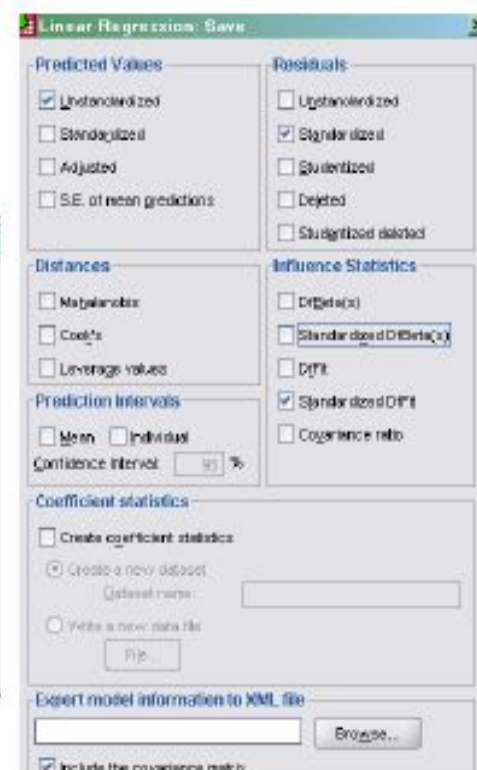 Linear Regression: Save
Predicted Values
Unstandardized
Standardized
Adjusted
S.E. of mean predictions
Residuals
Unstandardized
Standardized
Studentized
Deleted
Studentized deleted
Distances
Mahalanobis
Cook's
Leverage values
Influence Statistics
DfBeta(s)
Standardized DfBeta(s)
DfFit
Standardized DfFit
Covariance ratio
Prediction Intervals
Mean Individual
Confidence Interval: 95 %
Coefficient statistics
Create coefficient statistics
Create a new dataset
Dataset name:
Write a new data file
File...
Export model information to XML file
Browse...
Include the covariance matrix